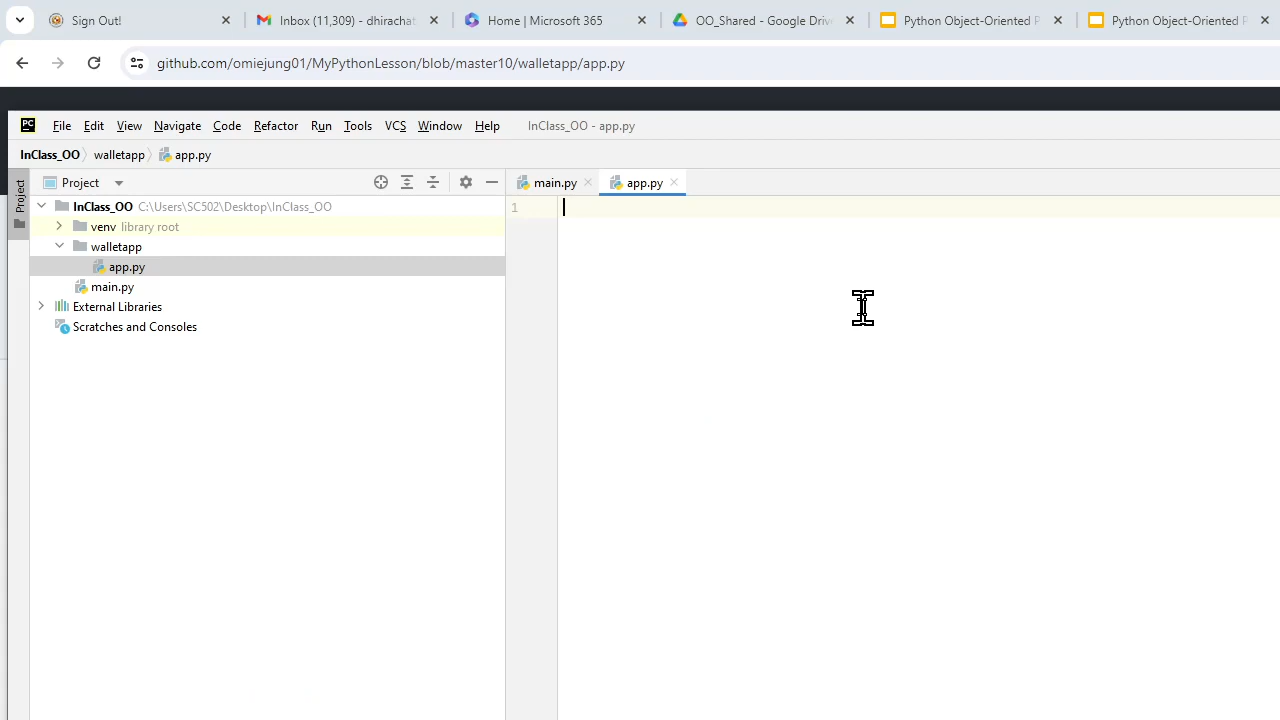 Sign Out!
Inbox (11,309) - dhiramat
Home | Microsoft 365
OO_Shared - Google Driv
Python Object-Oriented P
Python Object-Oriented P
github.com/omiejung01/MyPythonLesson/blob/master10/walletapp/app.py
PC File Edit View Navigate Code Refactor Run Tools VCS Window Help InClass_OO - app.py
InClass_OO walletapp app.py
Project
Project
main.py
app.py
InClass_OO C:\Users\SC502\Desktop\InClass_OO
1
venv library root
walletapp
app.py
main.py
External Libraries
Scratches and Consoles